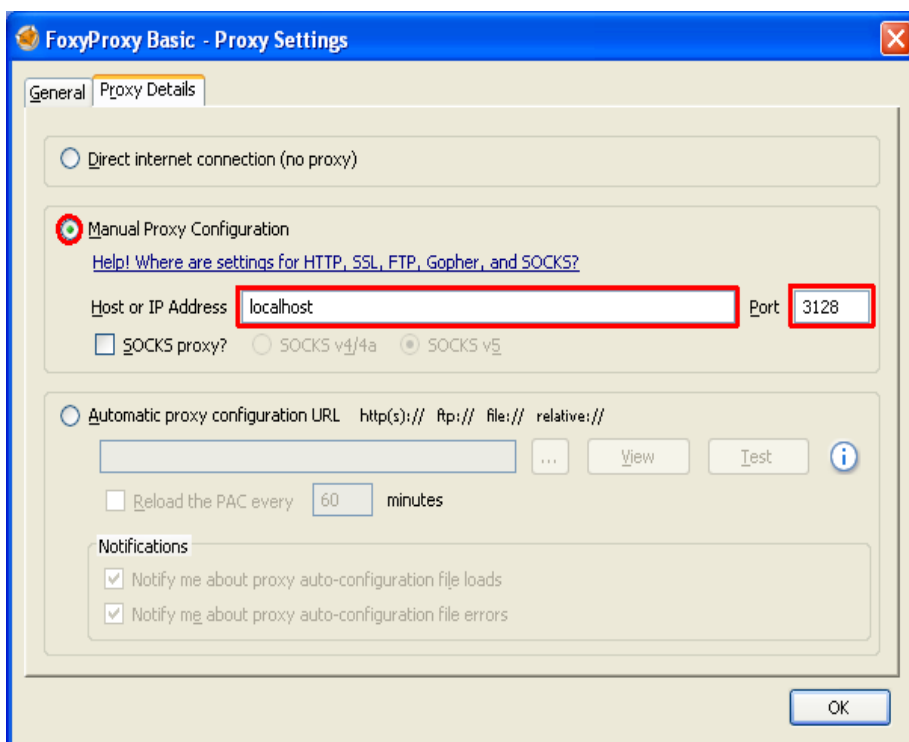 FoxyProxy Basic - Proxy Settings
General Proxy Details
Direct internet connection (no proxy)
Manual Proxy Configuration
Help! Where are settings for HTTP, SSL, FTP, Gopher, and SOCKS?
Host or IP Address localhost Port 3128
SOCKS proxy? SOCKS v4/4a SOCKS v5
Automatic proxy configuration URL http(s):// ftp:// file:// relative://
... View Test i
Reload the PAC every 60 minutes
Notifications
Notify me about proxy auto-configuration file loads
Notify me about proxy auto-configuration file errors
OK